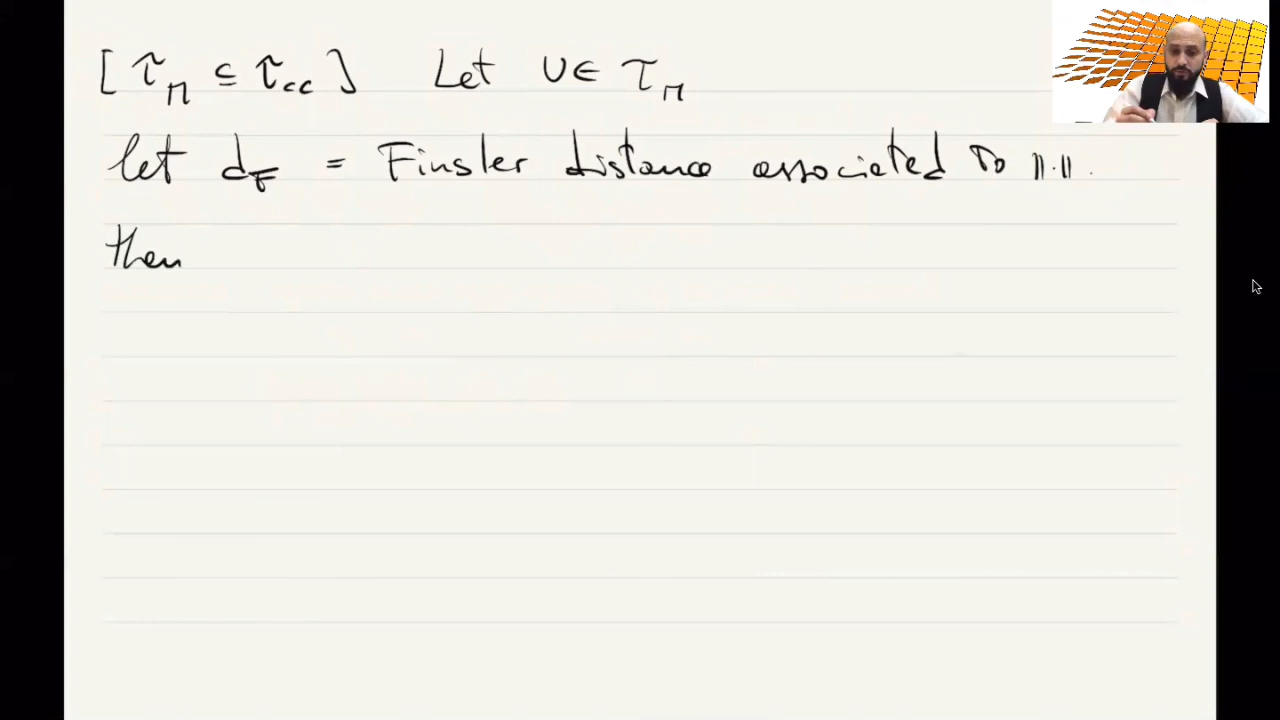 [ τ_M ⊆ τ_cc ] Let U ∈ τ_M
let d_F = Finsler distance associated to ||·||.
then